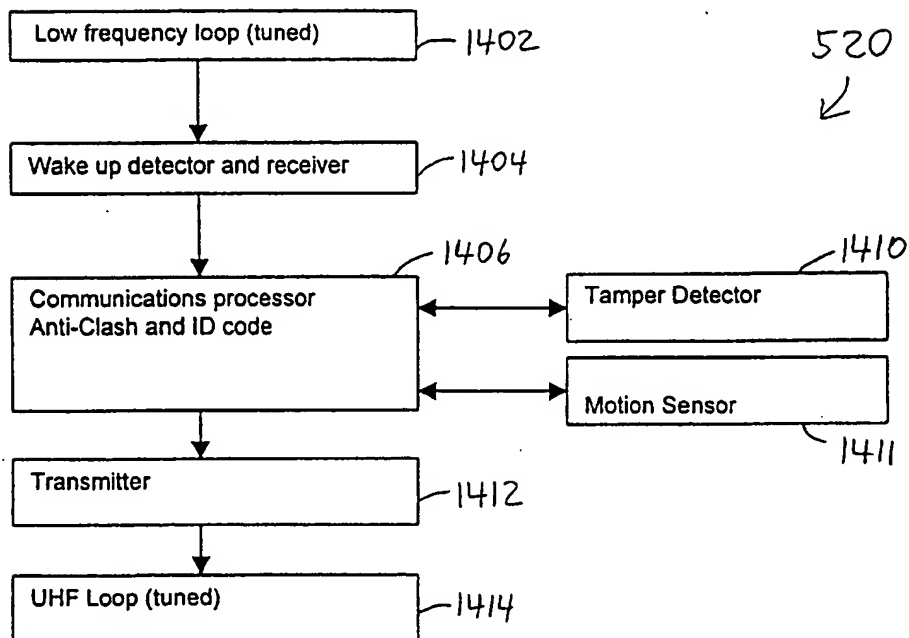 Low frequency loop (tuned)
1402
520
Wake up detector and receiver
1404
1406
1410
Communications processor
Anti-Clash and ID code
Tamper Detector
Motion Sensor
1411
Transmitter
1412
UHF Loop (tuned)
1414